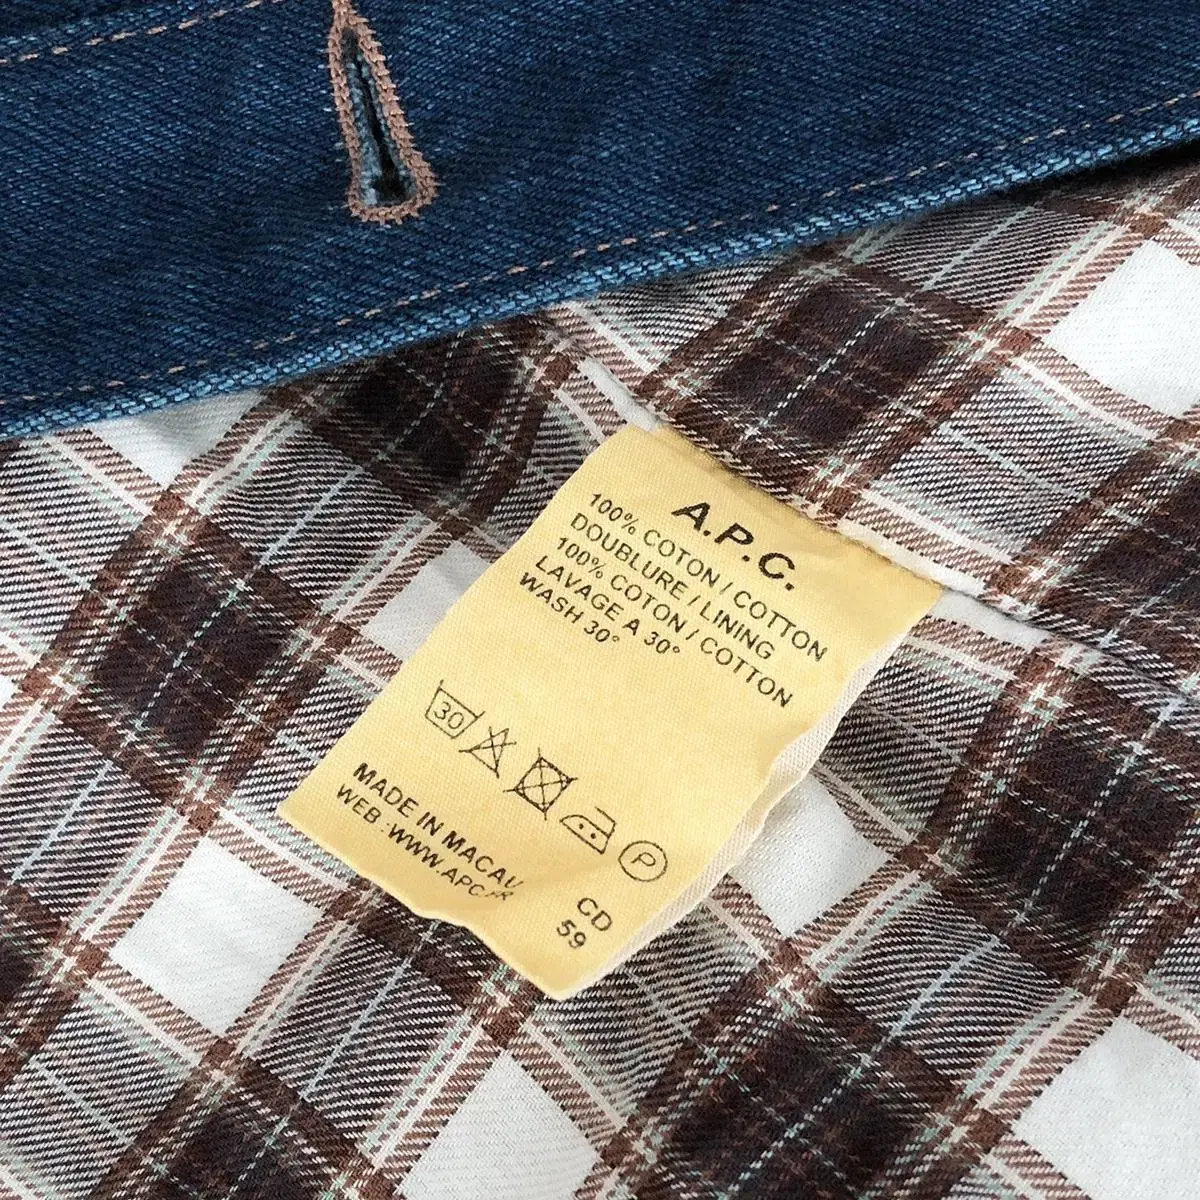 A.P.C.
100% COTON / COTTON
DOUBLURE / LINING
100% COTON / COTTON
LAVAGE A 30°
WASH 30°
30
P
MADE IN MACAU
WEB :WWW.APC.FR
CD
59